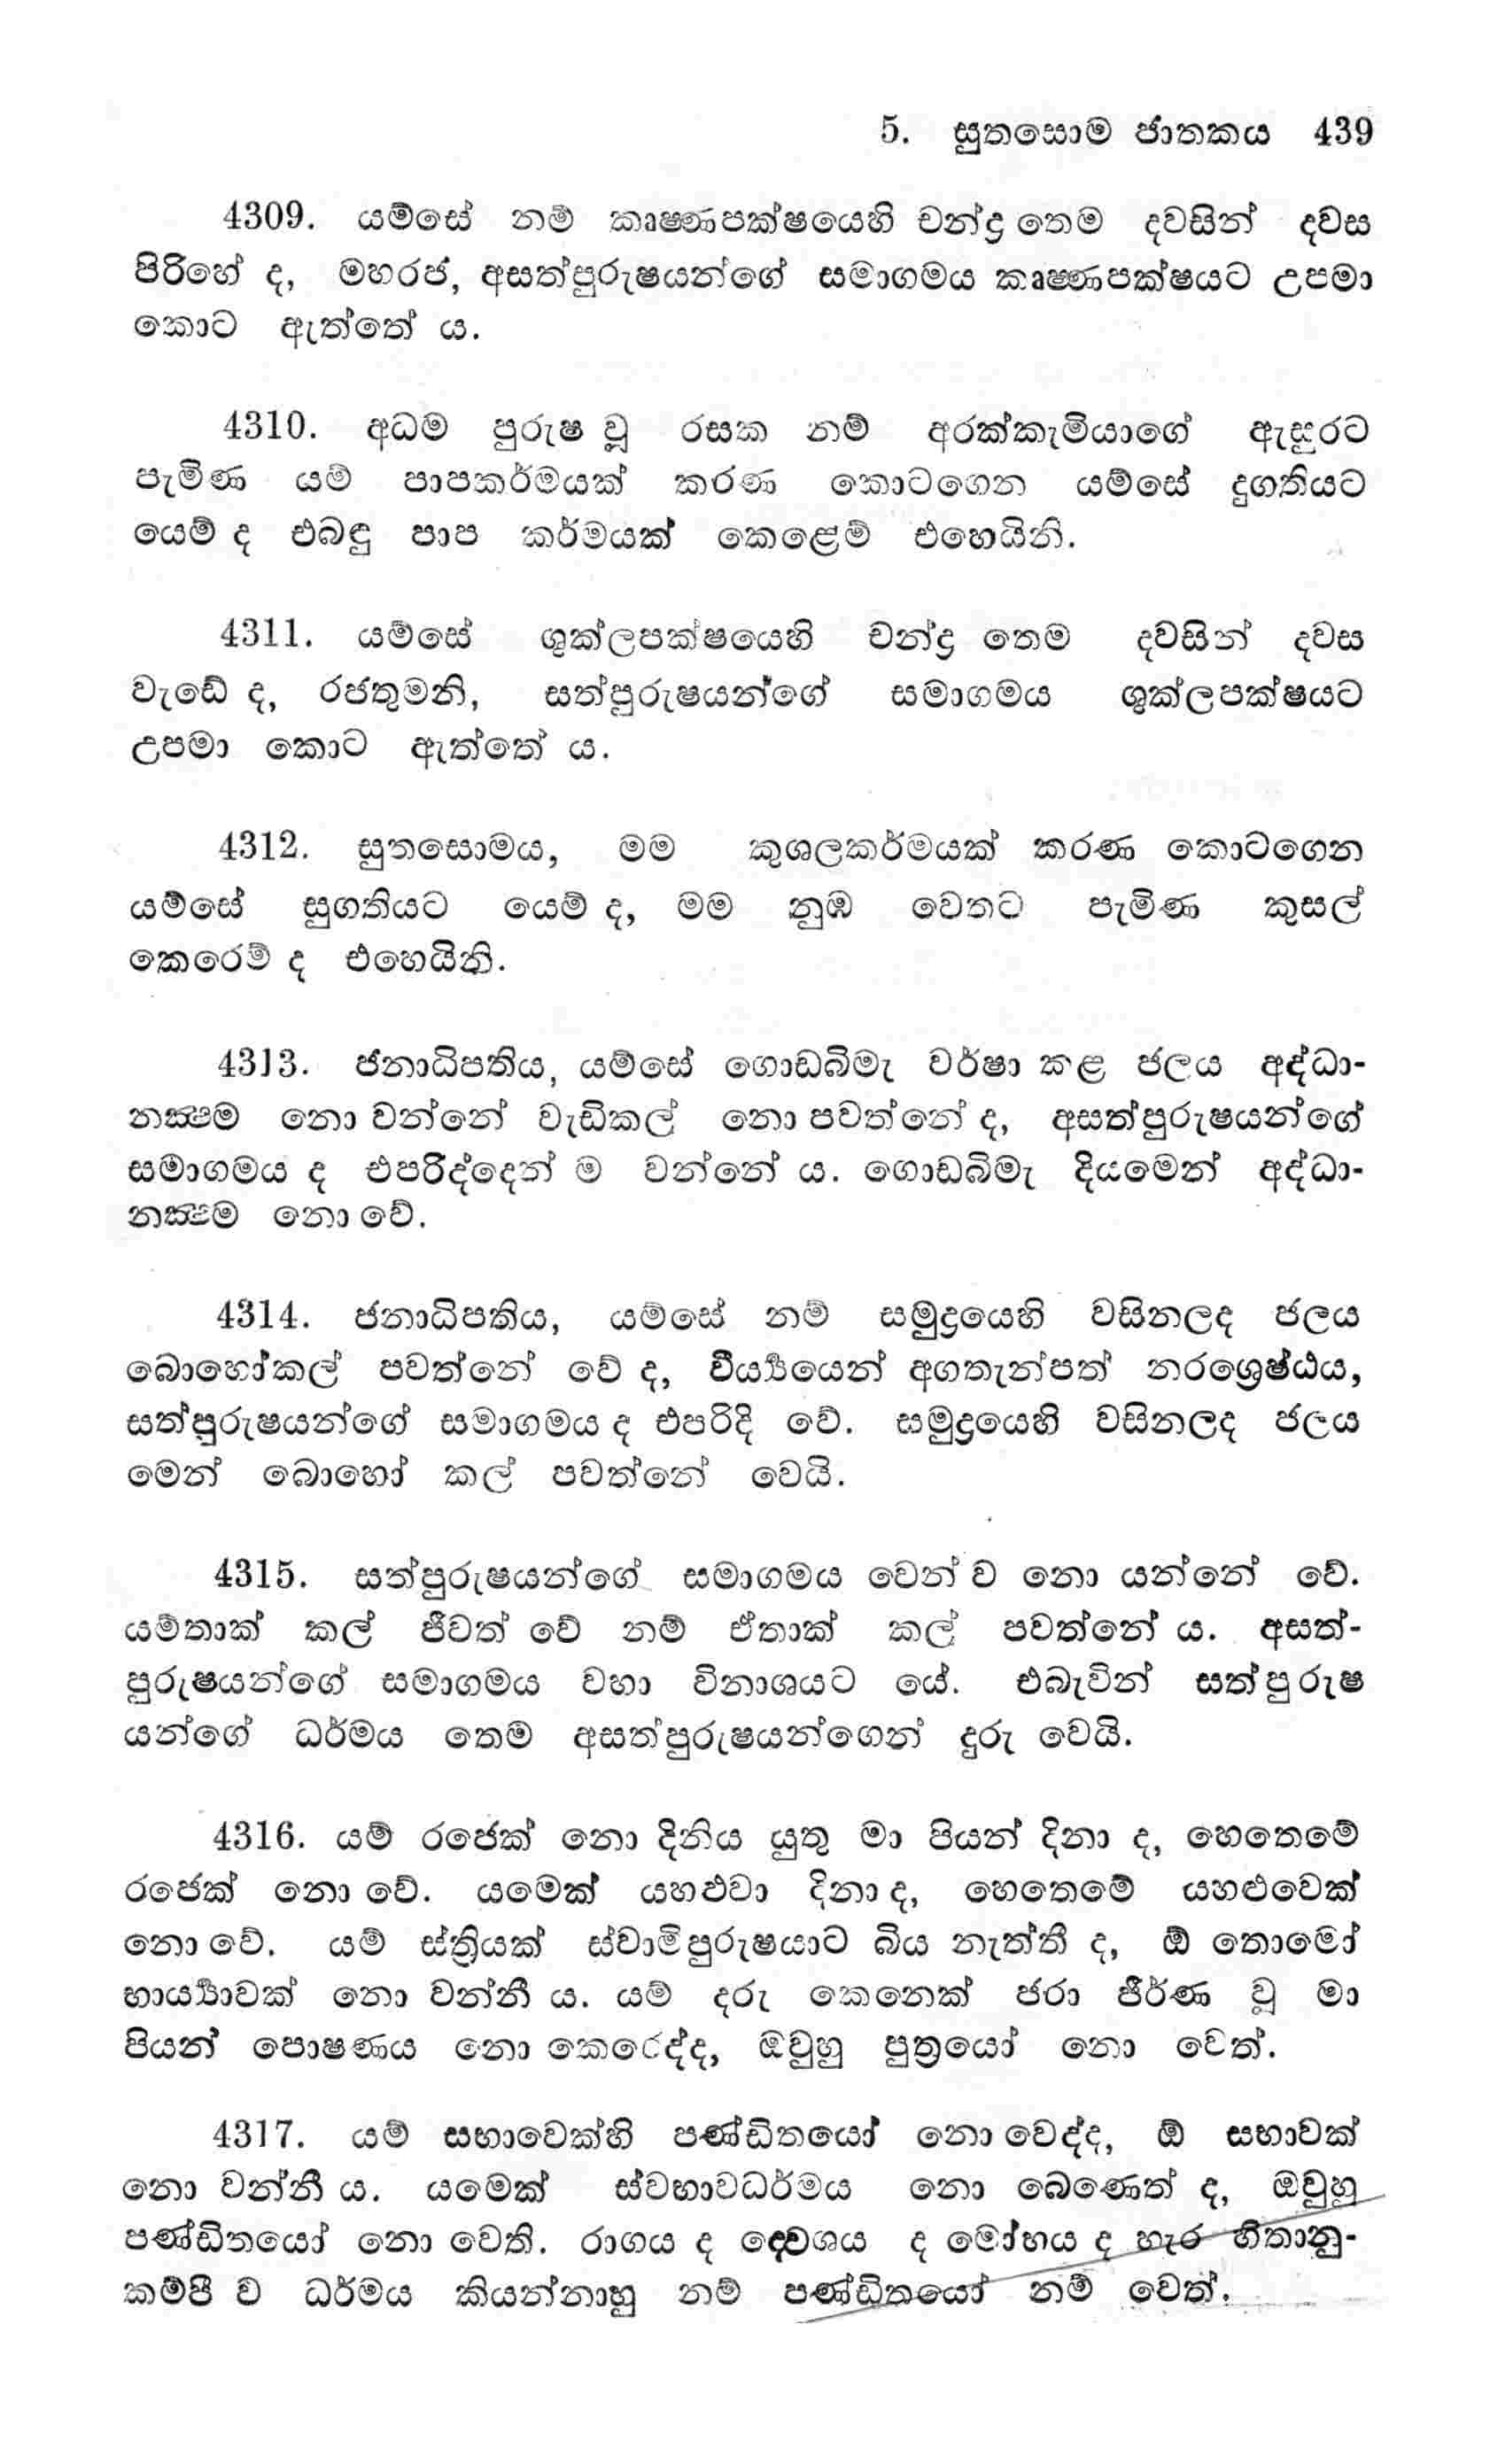 5. සුතසොම ජාතකය 439
4309. යම්සේ නම් කෘෂ්ණපක්ෂයෙහි චන්ද්‍ර තෙම දවසින් දවස
පිරිහේ ද, මහරජ, අසත්පුරුෂයන්ගේ සමාගමය කෘෂ්ණපක්ෂයට උපමා
කොට ඇත්තේ ය.
4310. අධම පුරුෂ වූ රසක නම් අරක්කැමියාගේ ඇසුරට
පැමිණ යම් පාපකර්මයක් කරණ කොටගෙන යම්සේ දුගතියට
යෙම් ද එබඳු පාප කර්මයක් කෙළෙම් එහෙයිනි.
4311. යම්සේ ශුක්ලපක්ෂයෙහි චන්ද්‍ර තෙම දවසින් දවස
වැඩේ ද, රජතුමනි, සත්පුරුෂයන්ගේ සමාගමය ශුක්ලපක්ෂයට
උපමා කොට ඇත්තේ ය.
4312. සුතසොමය, මම කුශලකර්මයක් කරණ කොටගෙන
යම්සේ සුගතියට යෙම් ද, මම නුඹ වෙතට පැමිණ කුසල්
කෙරෙම් ද එහෙයිනි.
4313. ජනාධිපතිය, යම්සේ ගොඩබිමැ වර්ෂා කළ ජලය අද්ධා-
නක්‍ෂම නො වන්නේ වැඩිකල් නො පවත්නේ ද, අසත්පුරුෂයන්ගේ
සමාගමය ද එපරිද්දෙන් ම වන්නේ ය. ගොඩබිමැ දියමෙන් අද්ධා-
නක්‍ෂම නො වේ.
4314. ජනාධිපතිය, යම්සේ නම් සමුද්‍රයෙහි වසිනලද ජලය
බොහෝකල් පවත්නේ වේ ද, වීර්‍ය්‍යයෙන් අගතැන්පත් නරශ්‍රෙෂ්ඨය,
සත්පුරුෂයන්ගේ සමාගමය ද එපරිදි වේ. සමුද්‍රයෙහි වසිනලද ජලය
මෙන් බොහෝ කල් පවත්නේ වෙයි.
4315. සත්පුරුෂයන්ගේ සමාගමය වෙන් ව නො යන්නේ වේ.
යම්තාක් කල් ජීවත් වේ නම් ඒතාක් කල් පවත්නේ ය. අසත්-
පුරුෂයන්ගේ සමාගමය වහා විනාශයට යේ. එබැවින් සත්පුරුෂ
යන්ගේ ධර්මය තෙම අසත්පුරුෂයන්ගෙන් දුරු වෙයි.
4316. යම් රජෙක් නො දිනිය යුතු මා පියන් දිනා ද, හෙතෙමේ
රජෙක් නො වේ. යමෙක් යහළුවා දිනා ද, හෙතෙමේ යහළුවෙක්
නො වේ. යම් ස්ත්‍රියක් ස්වාමිපුරුෂයාට බිය නැත්තී ද, ඕ තොමෝ
භාර්‍ය්‍යාවක් නො වන්නී ය. යම් දරු කෙනෙක් ජරා ජීර්ණ වූ මා
පියන් පොෂණය නො කෙරෙද්ද, ඔවුහු පුත්‍රයෝ නො වෙත්.
4317. යම් සභාවෙක්හි පණ්ඩිතයෝ නො වෙද්ද, ඕ සභාවක්
නො වන්නී ය. යමෙක් ස්වභාවධර්මය නො බෙණෙත් ද, ඔවුහු
පණ්ඩිතයෝ නො වෙති. රාගය ද ද්වෙශය ද මෝහය ද හැර හිතානු-
කම්පී ව ධර්මය කියන්නාහු නම් පණ්ඩිතයෝ නම් වෙත්.